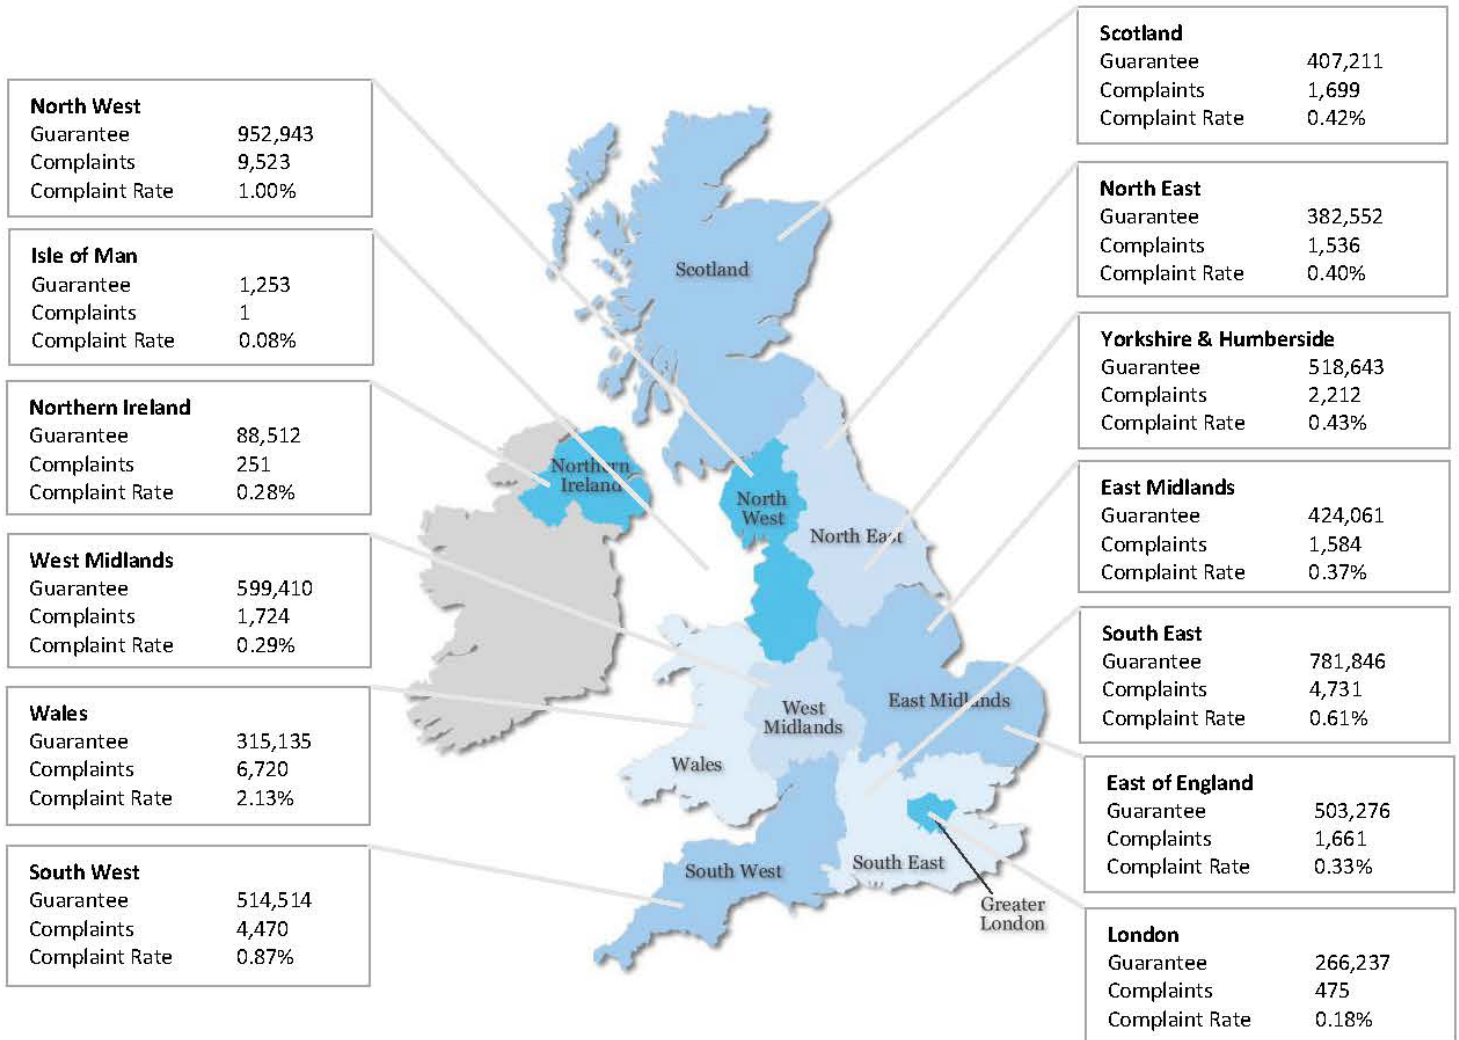 North West
Guarantee 952,943
Complaints 9,523
Complaint Rate 1.00%
Isle of Man
Guarantee 1,253
Complaints 1
Complaint Rate 0.08%
Northern Ireland
Guarantee 88,512
Complaints 251
Complaint Rate 0.28%
West Midlands
Guarantee 599,410
Complaints 1,724
Complaint Rate 0.29%
Wales
Guarantee 315,135
Complaints 6,720
Complaint Rate 2.13%
South West
Guarantee 514,514
Complaints 4,470
Complaint Rate 0.87%
Scotland
Northern
Ireland
North
West
North East
East Midlands
West
Midlands
Wales
South West
South East
Greater
London
Scotland
Guarantee 407,211
Complaints 1,699
Complaint Rate 0.42%
North East
Guarantee 382,552
Complaints 1,536
Complaint Rate 0.40%
Yorkshire & Humberside
Guarantee 518,643
Complaints 2,212
Complaint Rate 0.43%
East Midlands
Guarantee 424,061
Complaints 1,584
Complaint Rate 0.37%
South East
Guarantee 781,846
Complaints 4,731
Complaint Rate 0.61%
East of England
Guarantee 503,276
Complaints 1,661
Complaint Rate 0.33%
London
Guarantee 266,237
Complaints 475
Complaint Rate 0.18%